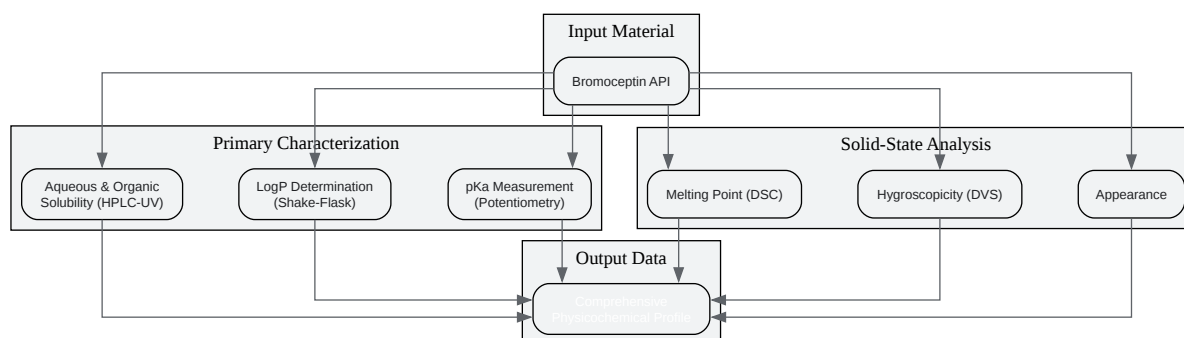 Input Material
Bromoceptin API
Primary Characterization
Solid-State Analysis
Aqueous & Organic
Solubility (HPLC-UV)
LogP Determination
(Shake-Flask)
pKa Measurement
(Potentiometry)
Melting Point (DSC)
Hygroscopicity (DVS)
Appearance
Output Data
Comprehensive
Physicochemical Profile